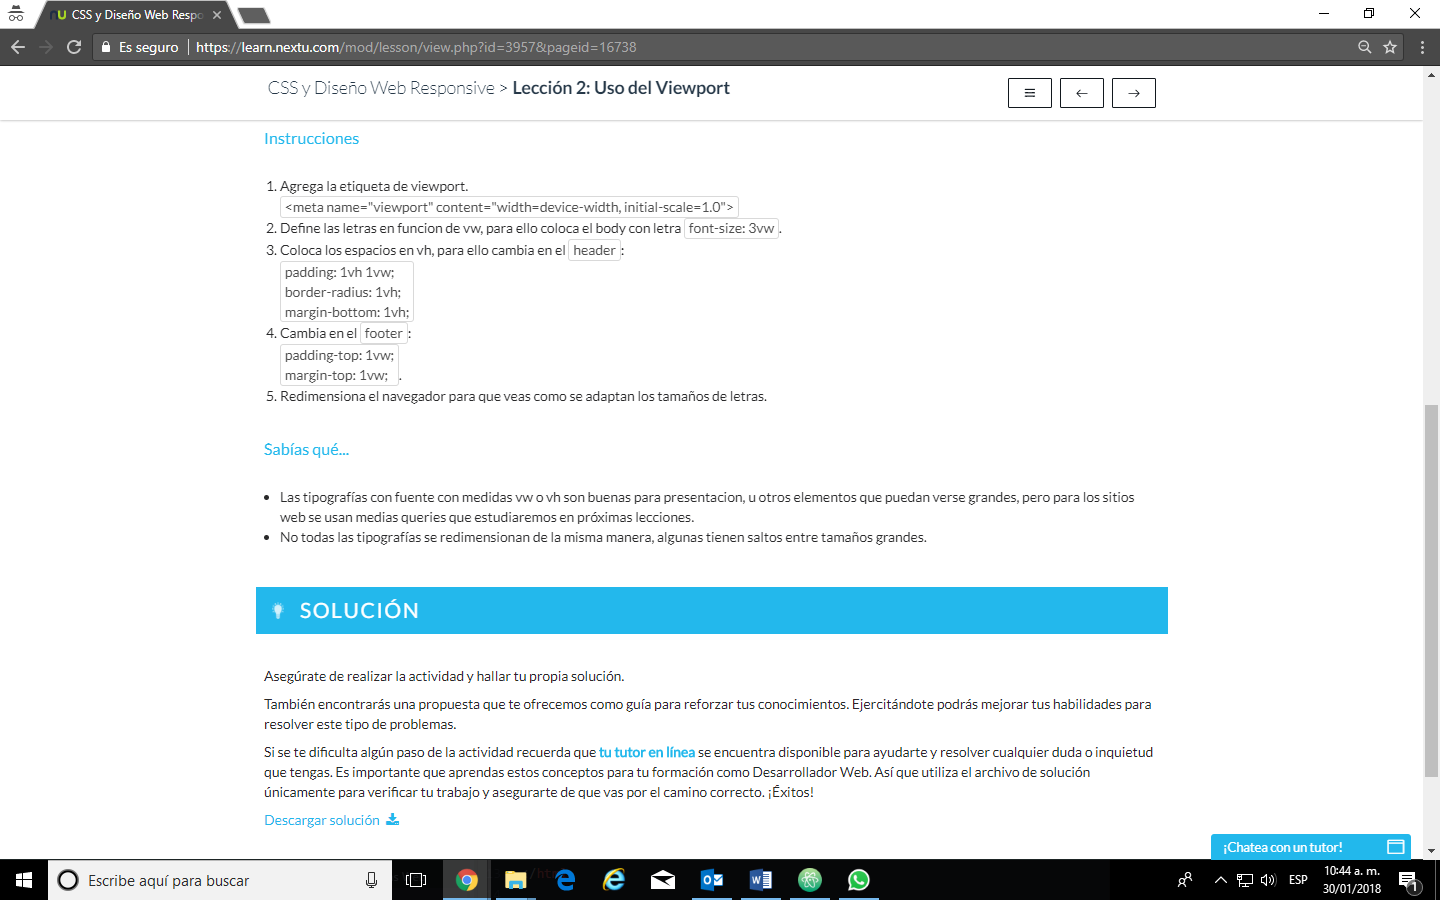 CSS y Diseño Web Respo
Es seguro https://learn.nextu.com/mod/lesson/view.php?id=3957&pageid=16738
CSS y Diseño Web Responsive > Lección 2: Uso del Viewport
Instrucciones
1. Agrega la etiqueta de viewport.
<meta name="viewport" content="width=device-width, initial-scale=1.0">
2. Define las letras en funcion de vw, para ello coloca el body con letra font-size: 3vw.
3. Coloca los espacios en vh, para ello cambia en el header:
padding: 1vh 1vw;
border-radius: 1vh;
margin-bottom: 1vh;
4. Cambia en el footer:
padding-top: 1vw;
margin-top: 1vw; .
5. Redimensiona el navegador para que veas como se adaptan los tamaños de letras.
Sabías qué...
• Las tipografías con fuente con medidas vw o vh son buenas para presentacion, u otros elementos que puedan verse grandes, pero para los sitios
web se usan medias queries que estudiaremos en próximas lecciones.
• No todas las tipografías se redimensionan de la misma manera, algunas tienen saltos entre tamaños grandes.
SOLUCIÓN
Asegúrate de realizar la actividad y hallar tu propia solución.
También encontrarás una propuesta que te ofrecemos como guía para reforzar tus conocimientos. Ejercitándote podrás mejorar tus habilidades para
resolver este tipo de problemas.
Si se te dificulta algún paso de la actividad recuerda que tu tutor en línea se encuentra disponible para ayudarte y resolver cualquier duda o inquietud
que tengas. Es importante que aprendas estos conceptos para tu formación como Desarrollador Web. Así que utiliza el archivo de solución
únicamente para verificar tu trabajo y asegurarte de que vas por el camino correcto. ¡Éxitos!
Descargar solución
¡Chatea con un tutor!
Escribe aquí para buscar
ESP
10:44 a. m.
30/01/2018
1